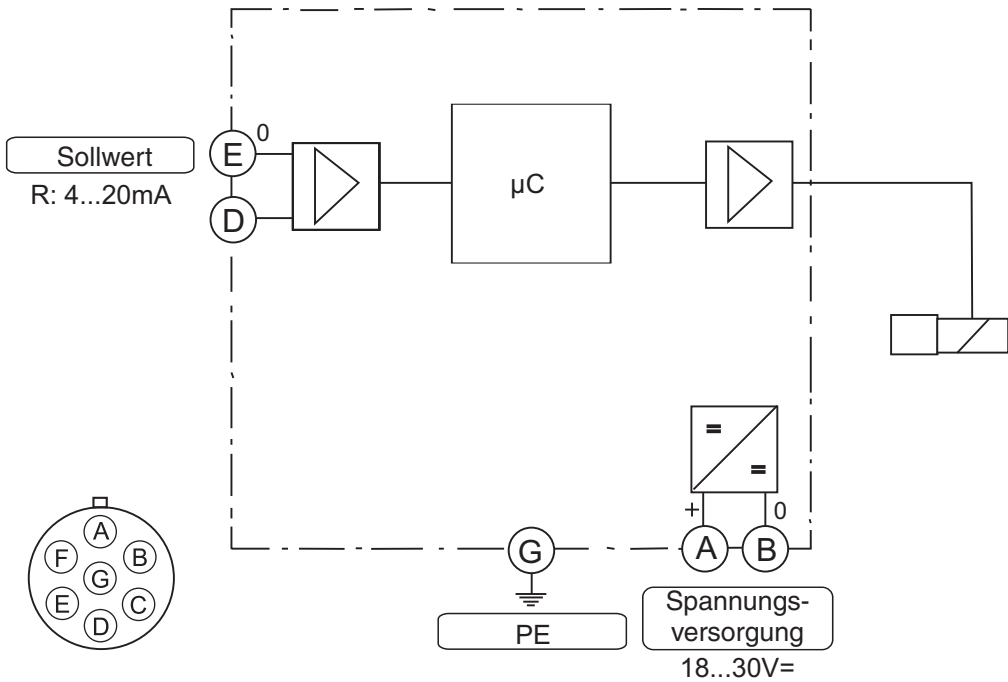 Sollwert
R: 4...20mA
E
0
D
µC
=
=
+
0
A
B
G
PE
Spannungs-
versorgung
18...30V=
A
F
B
G
E
C
D